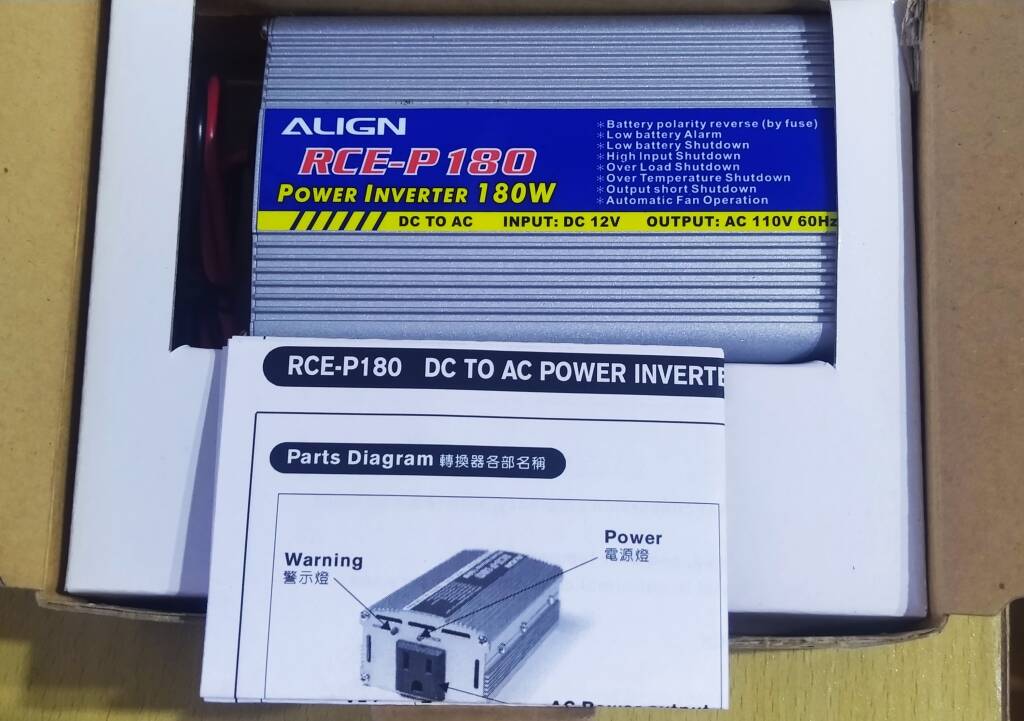 ALIGN
RCE-P180
POWER INVERTER 180W
*Battery polarity reverse (by fuse)
*Low battery Alarm
*Low battery Shutdown
*High Input Shutdown
*Over Load Shutdown
*Over Temperature Shutdown
*Output short Shutdown
*Automatic Fan Operation
DC TO AC INPUT: DC 12V OUTPUT: AC 110V 60Hz
RCE-P180 DC TO AC POWER INVERTE
Parts Diagram 轉換器各部名稱
Warning
警示燈
Power
電源燈
AC Power output